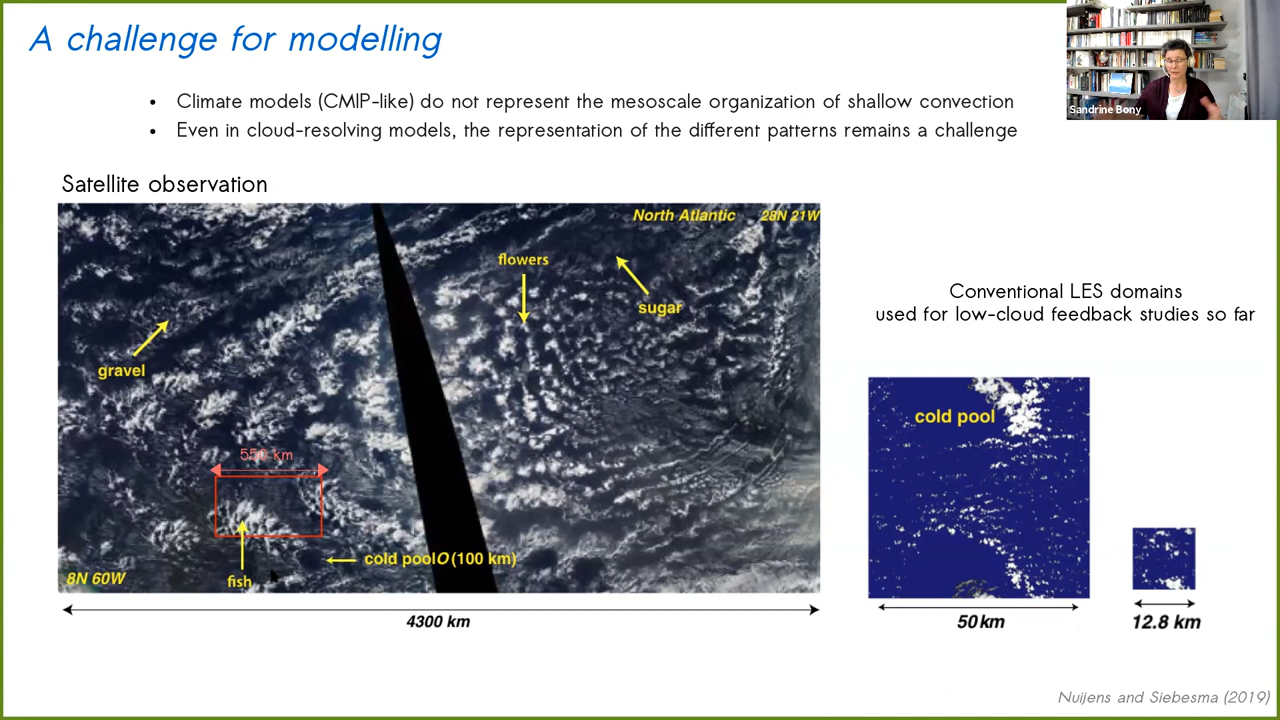 A challenge for modelling
Sandrine Bony
• Climate models (CMIP-like) do not represent the mesoscale organization of shallow convection
• Even in cloud-resolving models, the representation of the different patterns remains a challenge
Satellite observation
North Atlantic 28N 21W
flowers
sugar
gravel
550 km
cold pool O(100 km)
fish
8N 60W
4300 km
Conventional LES domains
used for low-cloud feedback studies so far
cold pool
50 km
12.8 km
Nuijens and Siebesma (2019)